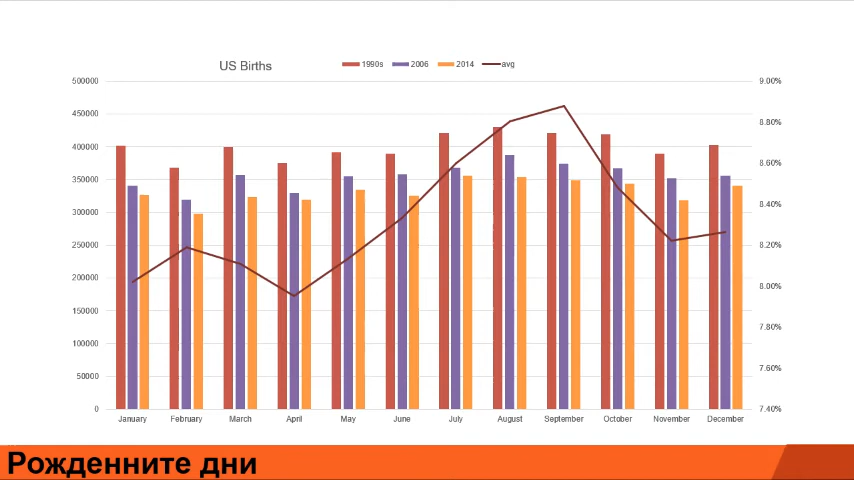 US Births
1990s 2006 2014 avg
500000 9.00%
450000 8.80%
400000 8.60%
350000 8.40%
300000 8.20%
250000 8.00%
200000 7.80%
150000 7.60%
100000 7.40%
50000
0
January February March April May June July August September October November December
Рожденните дни